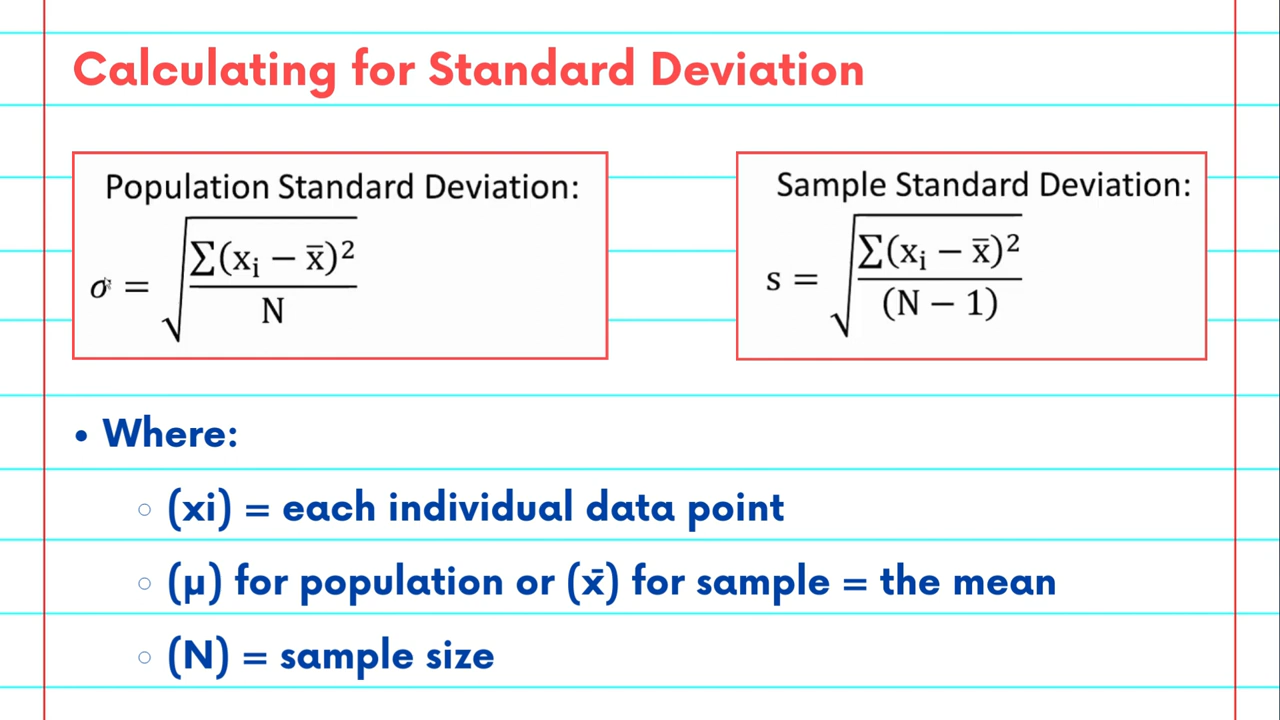 Calculating for Standard Deviation
Population Standard Deviation:
σ = √(∑(xᵢ − x̄)² / N)
Sample Standard Deviation:
s = √(∑(xᵢ − x̄)² / (N − 1))
• Where:
○ (xi) = each individual data point
○ (μ) for population or (x̄) for sample = the mean
○ (N) = sample size